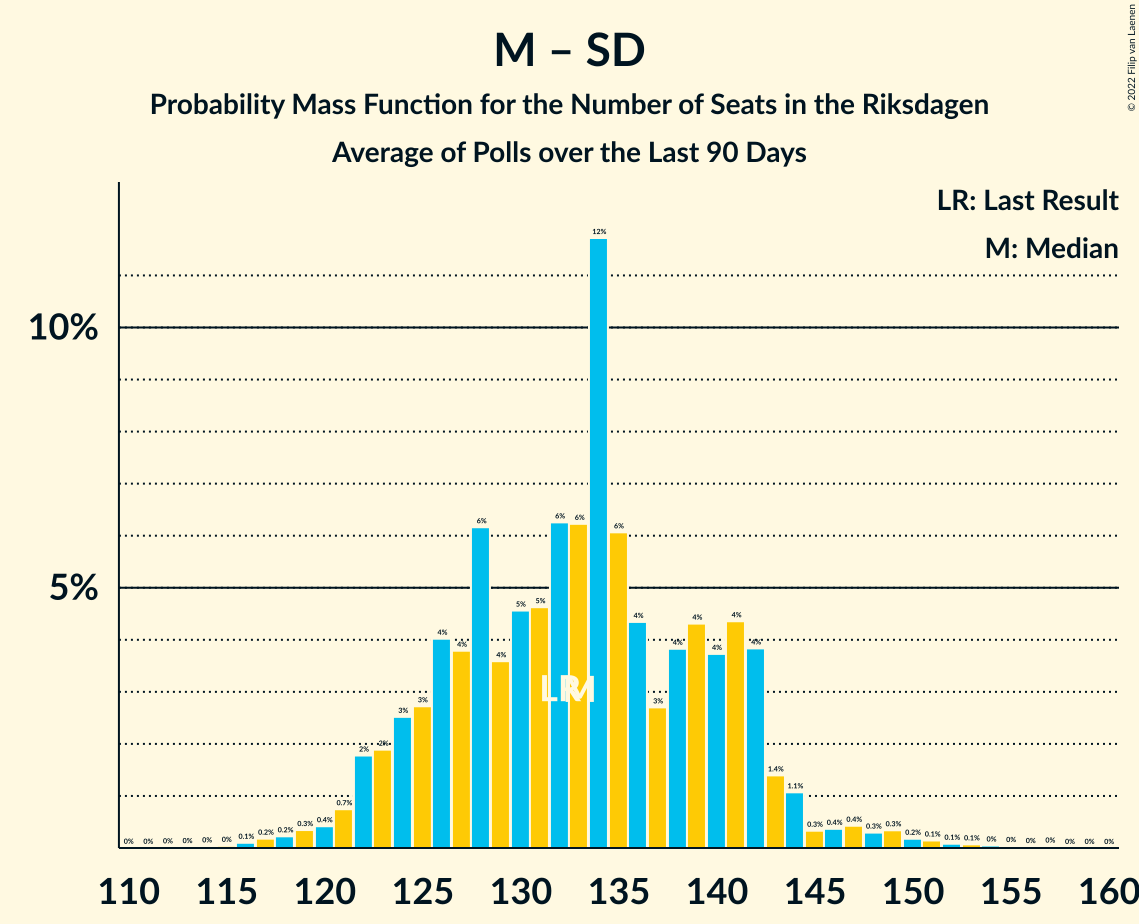 M – SD
Probability Mass Function for the Number of Seats in the Riksdagen
Average of Polls over the Last 90 Days
© 2022 Filip van Laenen
LR: Last Result
M: Median
10%
5%
0% 0% 0% 0% 0% 0% 0.1% 0.2% 0.2% 0.3% 0.4% 0.7% 2% 2% 3% 3% 4% 4% 6% 4% 5% 5% 6% 6% 12% 6% 4% 3% 4% 4% 4% 4% 4% 1.4% 1.1% 0.3% 0.4% 0.4% 0.3% 0.3% 0.2% 0.1% 0.1% 0.1% 0% 0% 0% 0% 0% 0% 0%
LR M
110 115 120 125 130 135 140 145 150 155 160